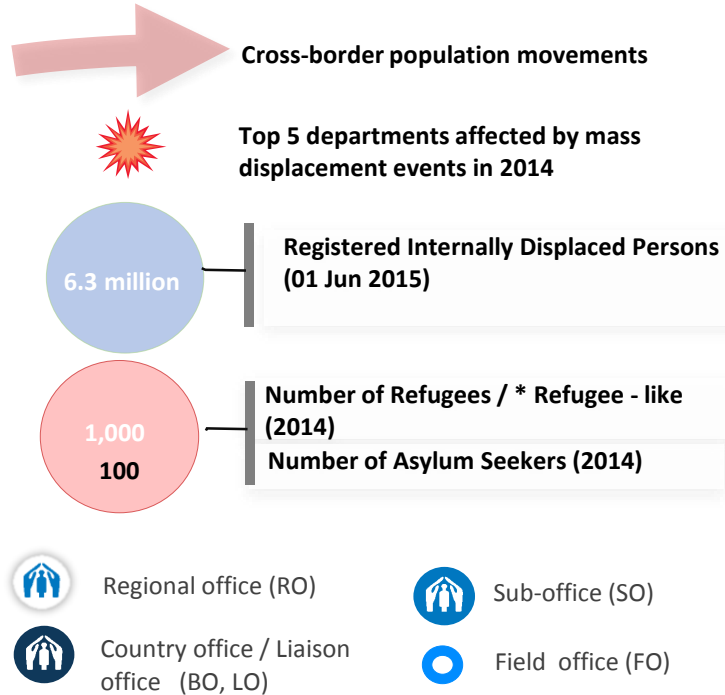 Cross-border population movements
Top 5 departments affected by mass
displacement events in 2014
6.3 million
Registered Internally Displaced Persons
(01 Jun 2015)
1,000
100
Number of Refugees / * Refugee - like
(2014)
Number of Asylum Seekers (2014)
Regional office (RO)
Sub-office (SO)
Country office / Liaison
office (BO, LO)
Field office (FO)